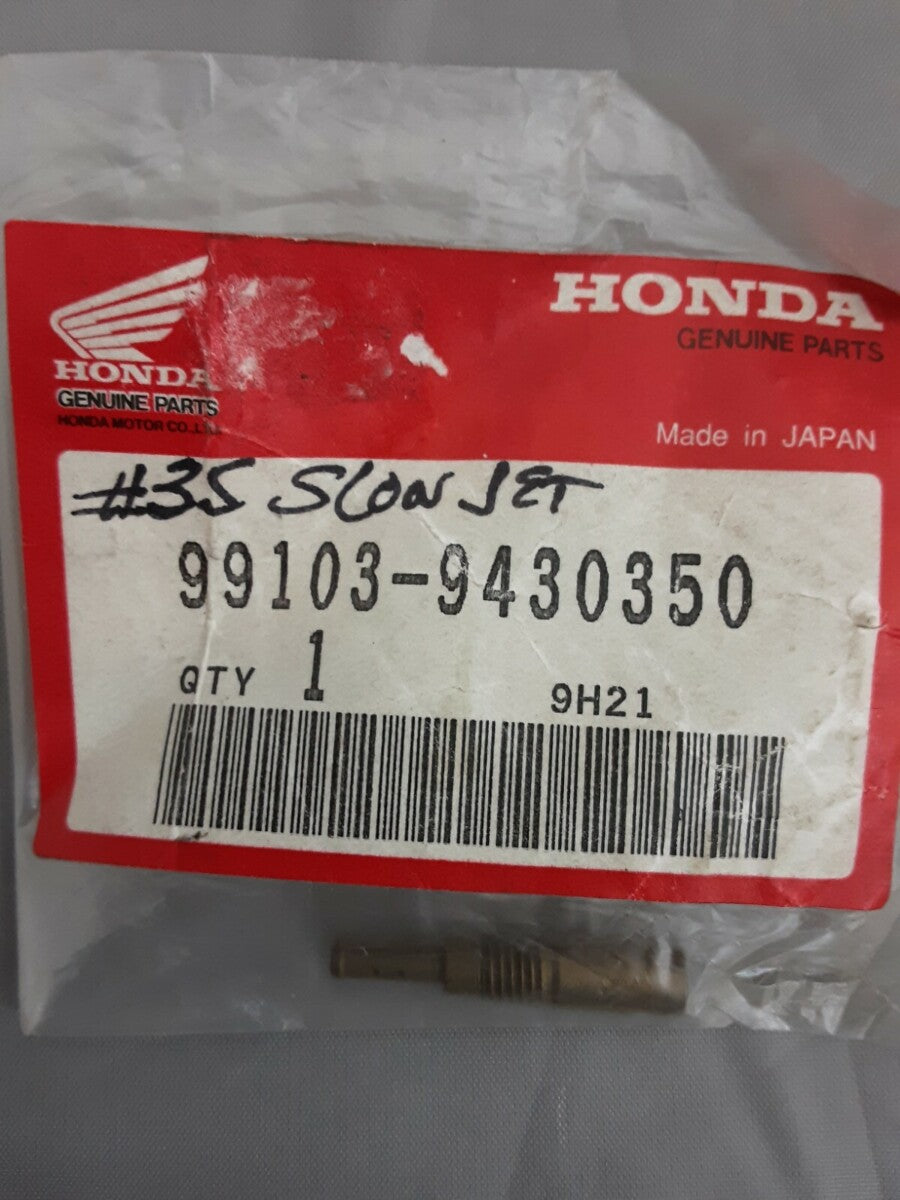 HONDA
GENUINE PARTS
HONDA MOTOR CO.,LTD.
HONDA
GENUINE PARTS
Made in JAPAN
#35 SLOW JET
99103-9430350
QTY 1 9H21